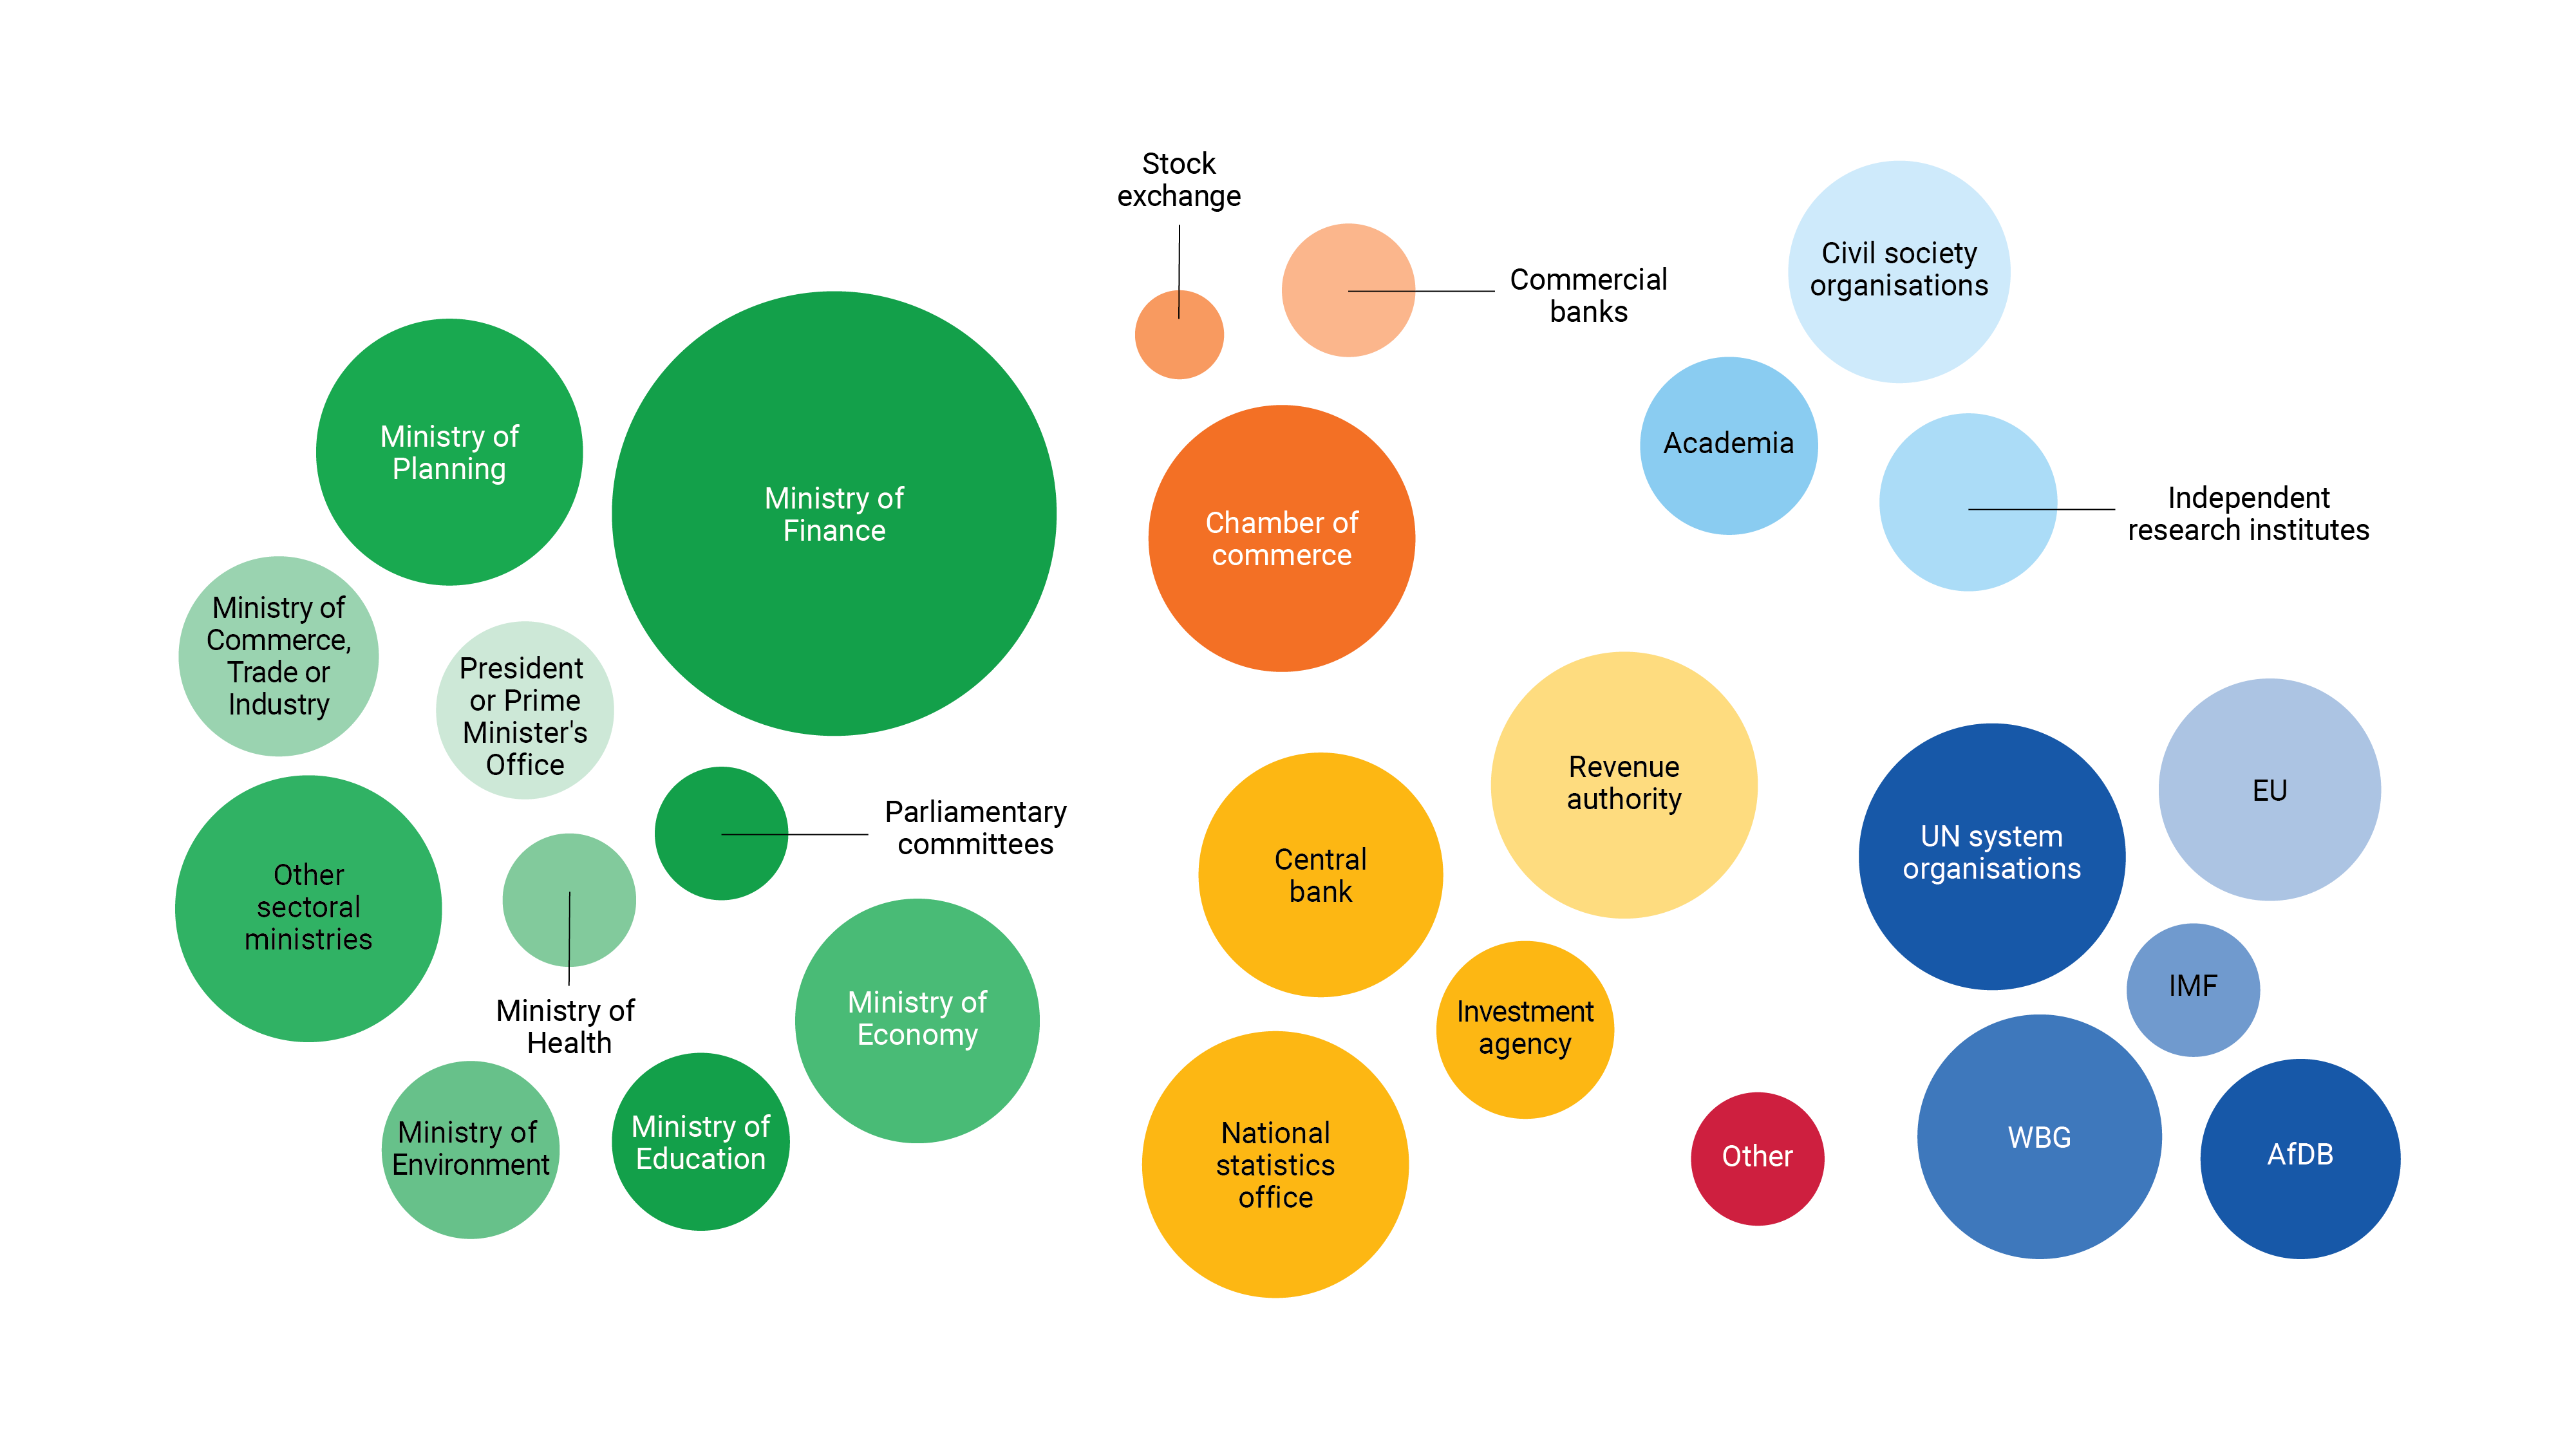 Stock
exchange
Commercial
banks
Civil society
organisations
Ministry of
Planning
Ministry of
Finance
Chamber of
commerce
Academia
Independent
research institutes
Ministry of
Commerce,
Trade or
Industry
President
or Prime
Minister's
Office
Parliamentary
committees
Other
sectoral
ministries
Ministry of
Health
Ministry of
Economy
Ministry of
Environment
Ministry of
Education
Revenue
authority
Central
bank
Investment
agency
National
statistics
office
UN system
organisations
EU
IMF
WBG
AfDB
Other